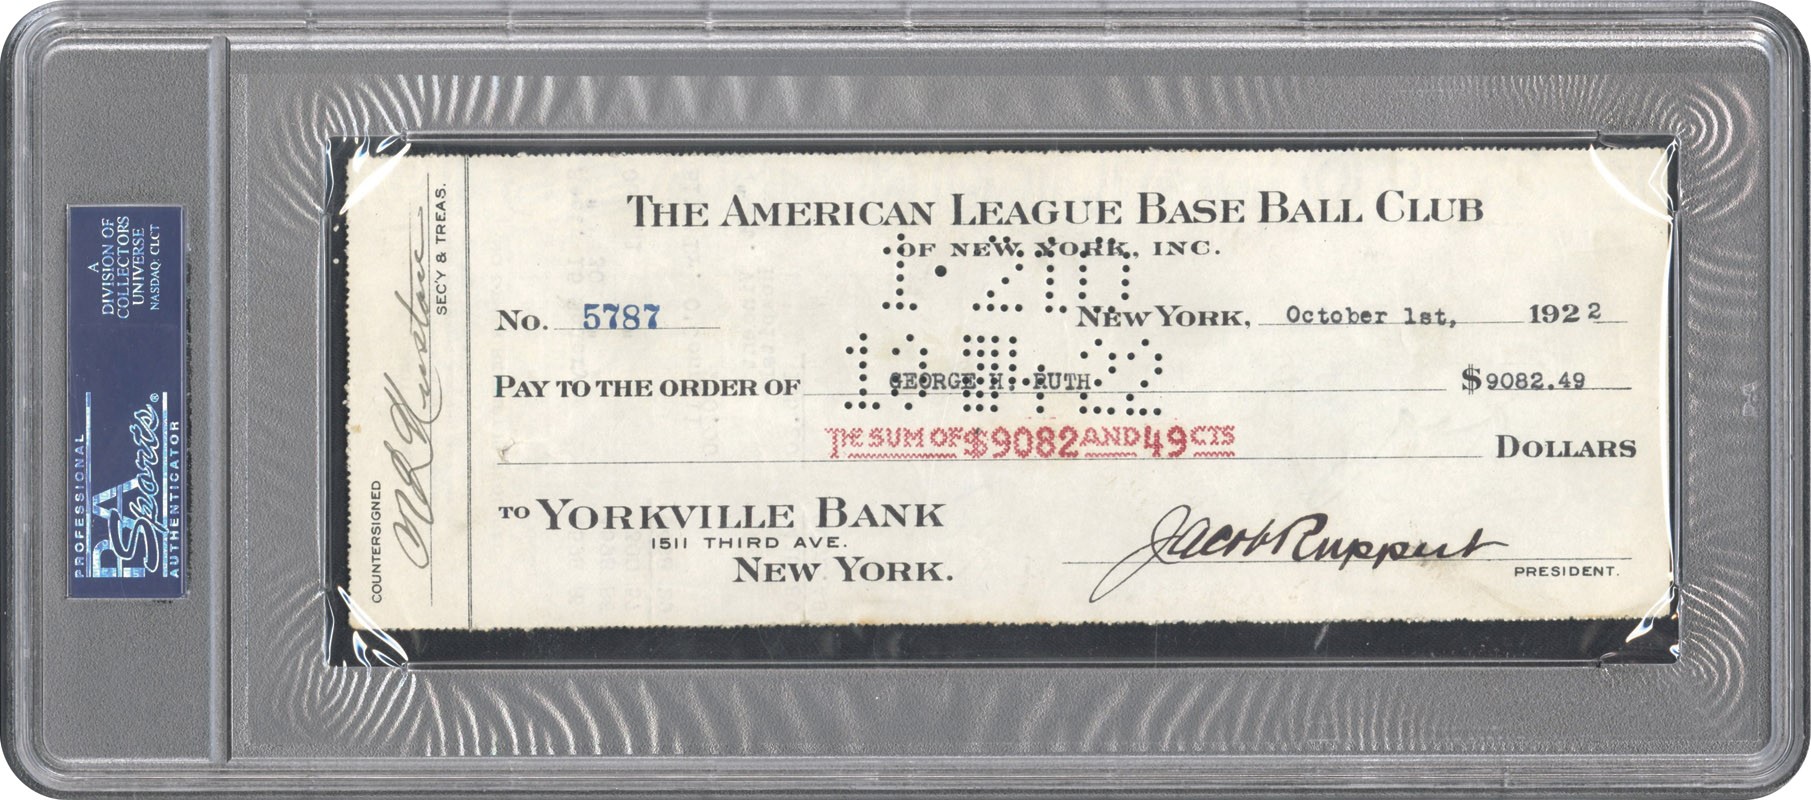 A
DIVISION OF
COLLECTORS
UNIVERSE
NASDAQ: CLCT
PROFESSIONAL
PSA
Sports®
AUTHENTICATOR
COUNTERSIGNED
SEC'Y & TREAS.
THE AMERICAN LEAGUE BASE BALL CLUB
OF NEW YORK, INC.
1·210
No. 5787 NEW YORK, October 1st, 1922
PAY TO THE ORDER OF GEORGE H. RUTH $9082.49
THE SUM OF $9082 AND 49 CTS
DOLLARS
TO YORKVILLE BANK
1511 THIRD AVE.
NEW YORK.
Jacob Ruppert
PRESIDENT.